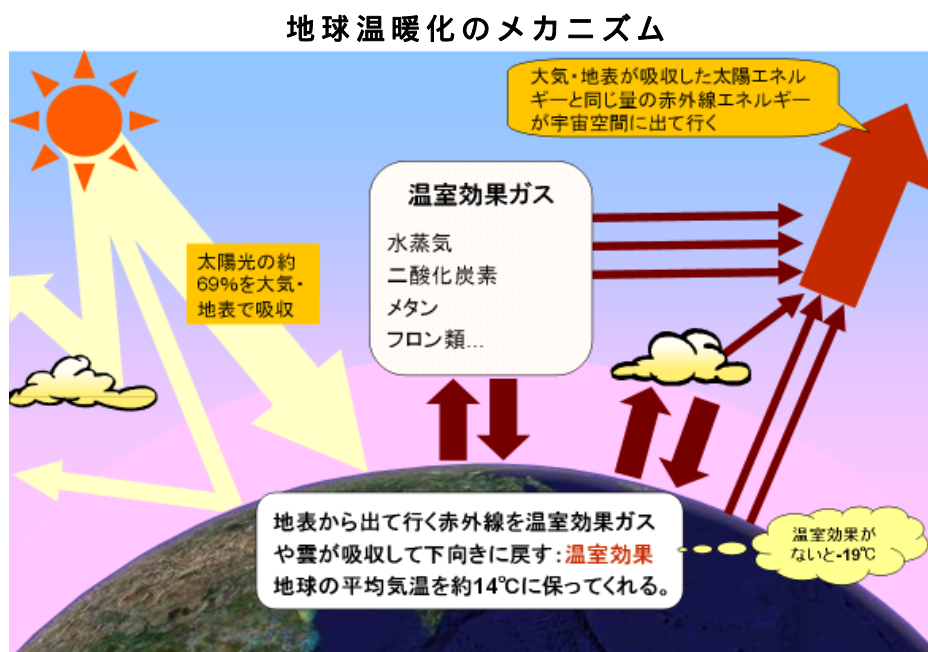 地球温暖化のメカニズム
大気・地表が吸収した太陽エネル
ギーと同じ量の赤外線エネルギー
が宇宙空間に出て行く
温室効果ガス
水蒸気
二酸化炭素
メタン
フロン類…
太陽光の約
69%を大気・
地表で吸収
地表から出て行く赤外線を温室効果ガス
や雲が吸収して下向きに戻す：温室効果
地球の平均気温を約14℃に保ってくれる。
温室効果が
ないと-19℃